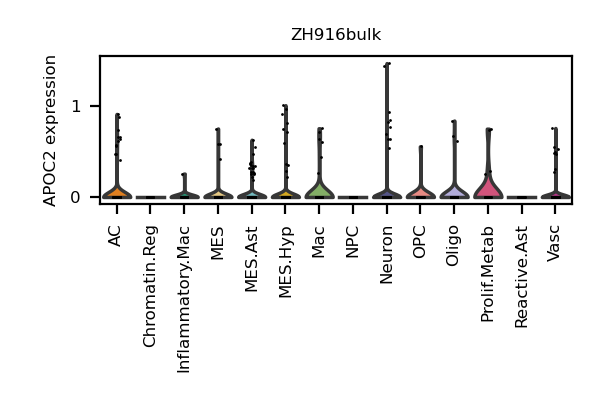 ZH916bulk
APOC2 expression
1
0
AC
Chromatin.Reg
Inflammatory.Mac
MES
MES.Ast
MES.Hyp
Mac
NPC
Neuron
OPC
Oligo
Prolif.Metab
Reactive.Ast
Vasc